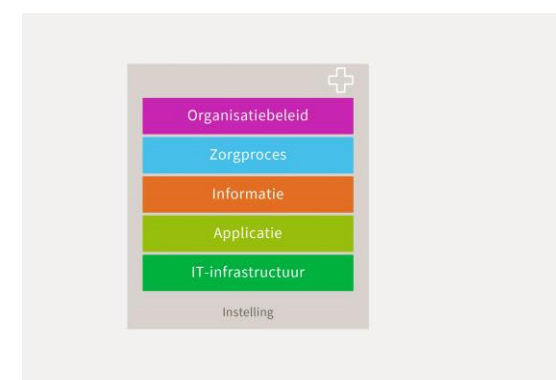 Organisatiebeleid
Zorgproces
Informatie
Applicatie
IT-infrastructuur
Instelling